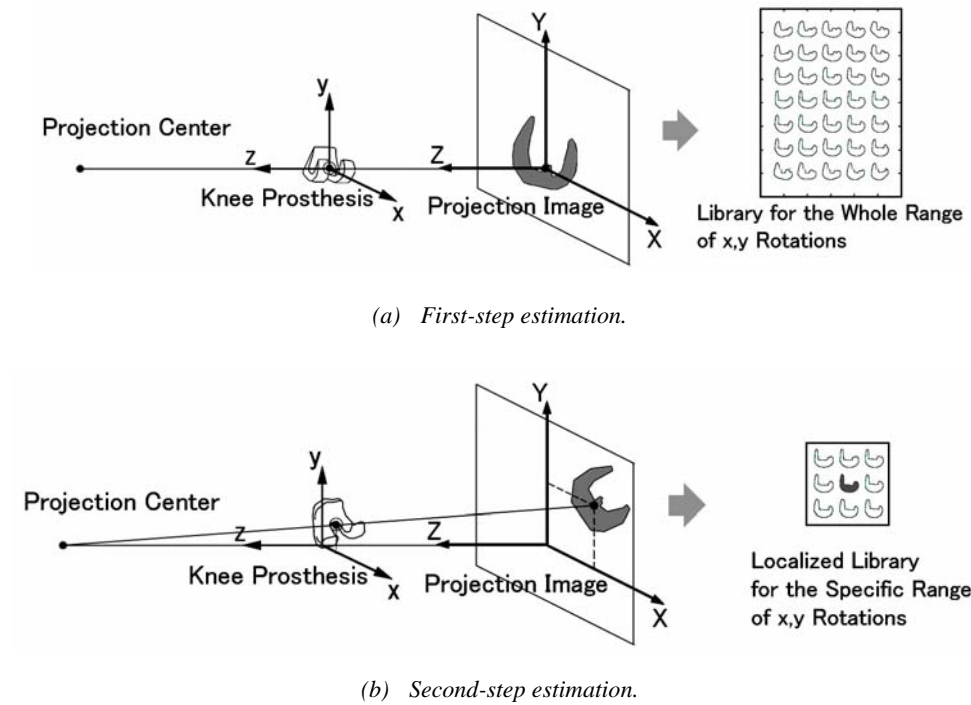 Y
y
Projection Center
z
Z
Knee Prosthesis
x
Projection Image
X
Library for the Whole Range
of x,y Rotations
(a) First-step estimation.
Y
y
Projection Center
z
Z
Knee Prosthesis
x
Projection Image
X
Localized Library
for the Specific Range
of x,y Rotations
(b) Second-step estimation.